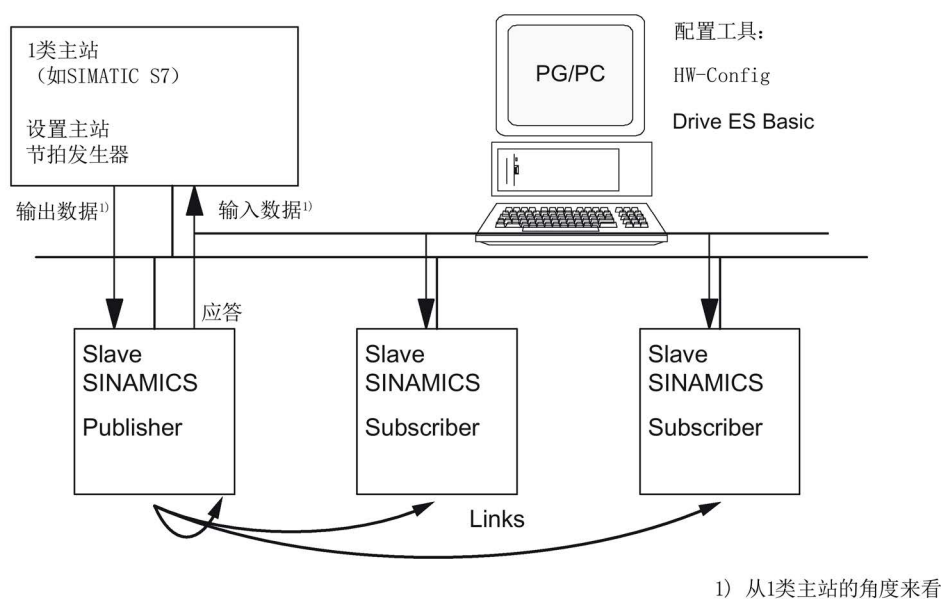 1类主站
（如SIMATIC S7）
设置主站
节拍发生器
PG/PC
配置工具：
HW-Config
Drive ES Basic
输出数据1)
输入数据1)
应答
Slave
SINAMICS
Publisher
Slave
SINAMICS
Subscriber
Slave
SINAMICS
Subscriber
Links
1) 从1类主站的角度来看